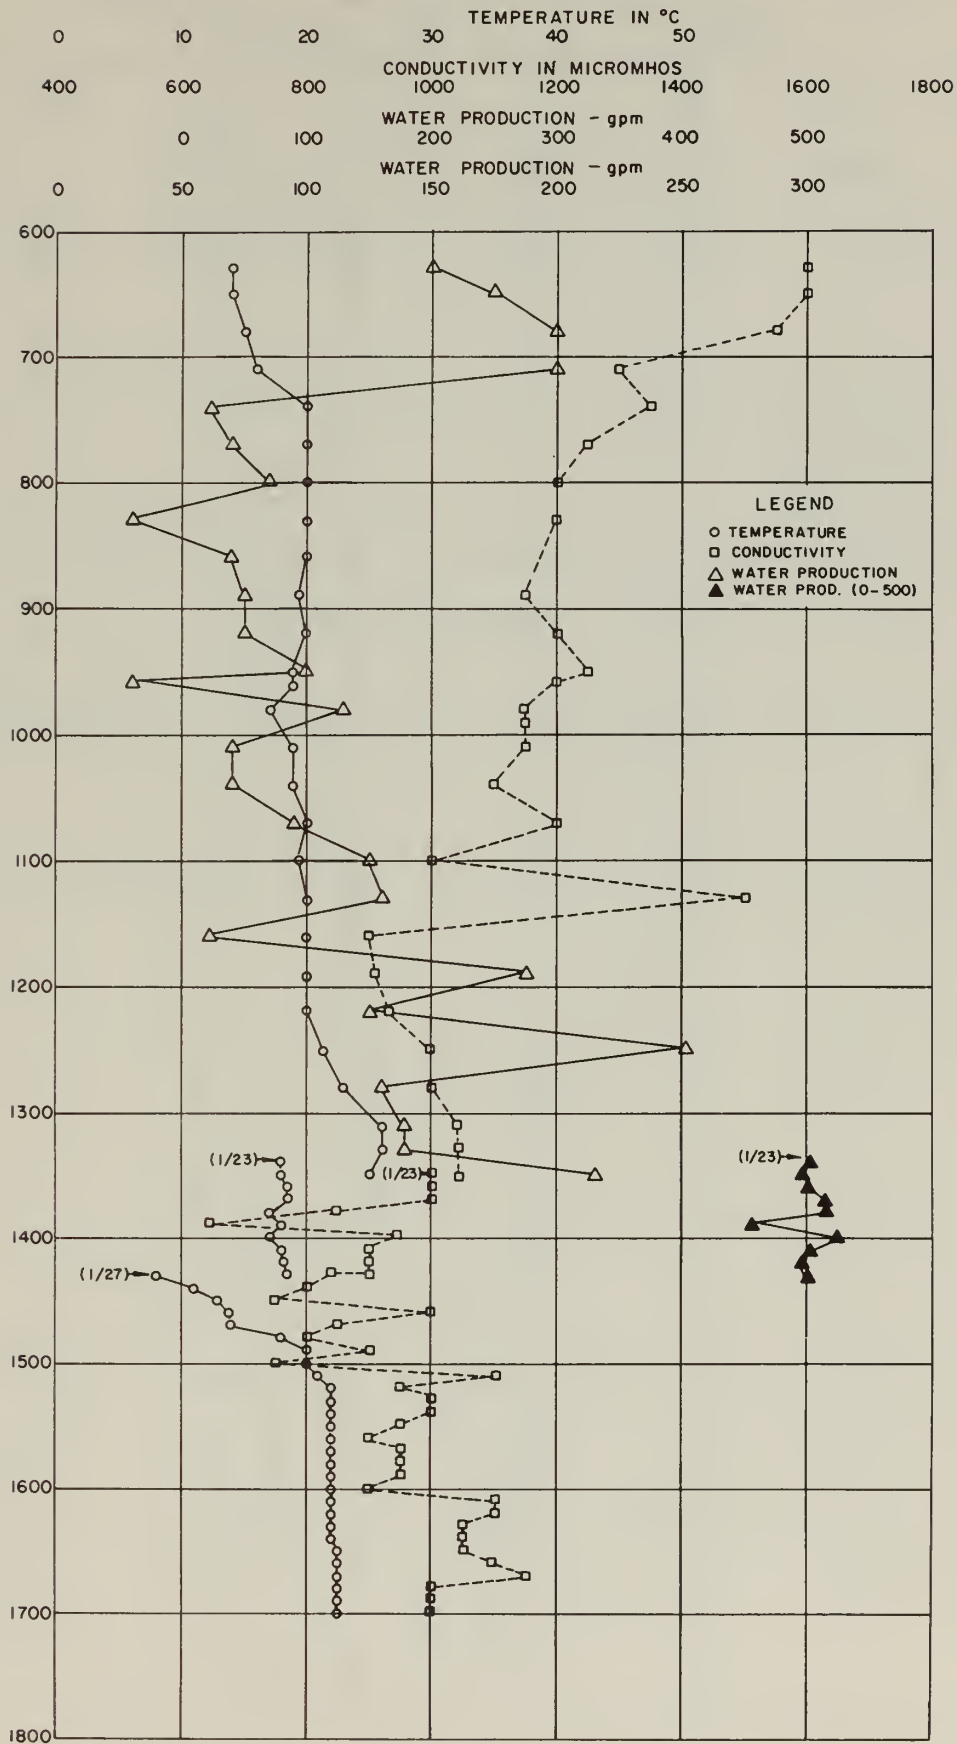 TEMPERATURE IN °C
0 10 20 30 40 50
CONDUCTIVITY IN MICROMHOS
400 600 800 1000 1200 1400 1600 1800
WATER PRODUCTION - gpm
0 100 200 300 400 500
WATER PRODUCTION - gpm
0 50 100 150 200 250 300
600
700
800
LEGEND
TEMPERATURE
CONDUCTIVITY
WATER PRODUCTION
WATER PROD. (0-500)
900
1000
1100
1200
1300
(1/23) (1/23) (1/23)
1400
(1/27)
1500
1600
1700
1800